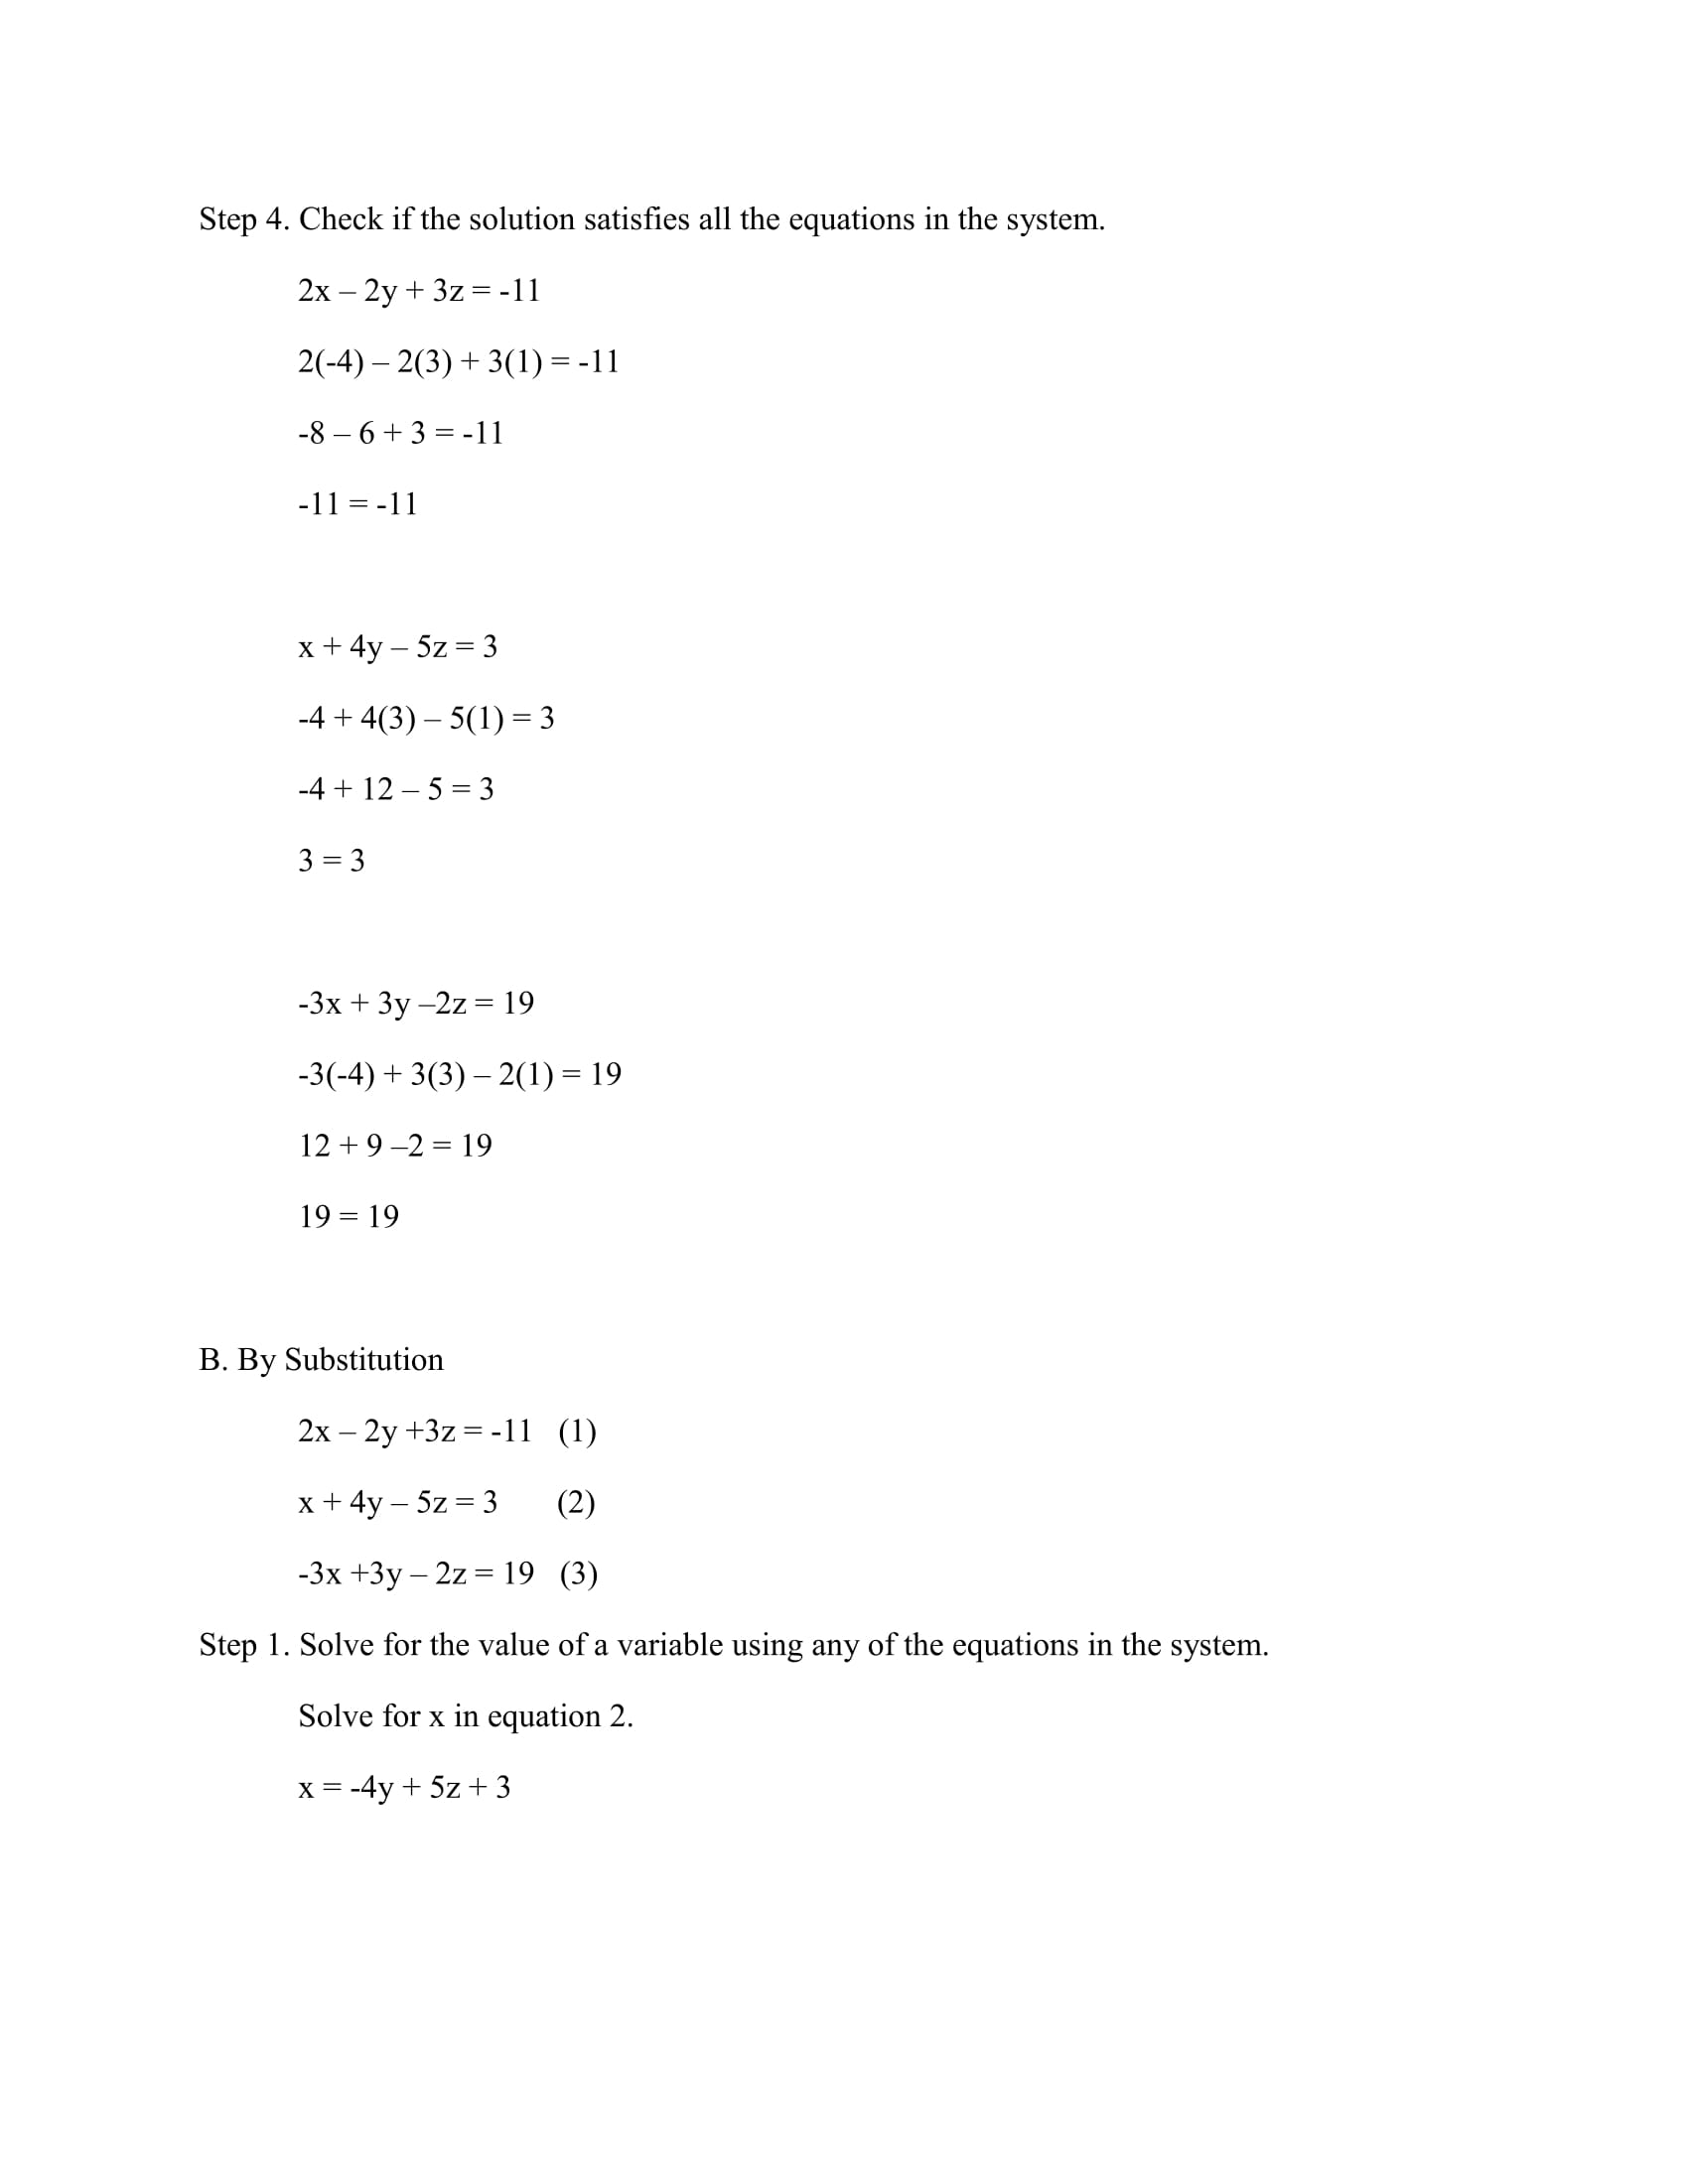 Step 4. Check if the solution satisfies all the equations in the system.
2x – 2y + 3z = -11
2(-4) – 2(3) + 3(1) = -11
-8 – 6 + 3 = -11
-11 = -11
x + 4y – 5z = 3
-4 + 4(3) – 5(1) = 3
-4 + 12 – 5 = 3
3 = 3
-3x + 3y –2z = 19
-3(-4) + 3(3) – 2(1) = 19
12 + 9 –2 = 19
19 = 19
B. By Substitution
2x – 2y +3z = -11 (1)
x + 4y – 5z = 3 (2)
-3x +3y – 2z = 19 (3)
Step 1. Solve for the value of a variable using any of the equations in the system.
Solve for x in equation 2.
x = -4y + 5z + 3